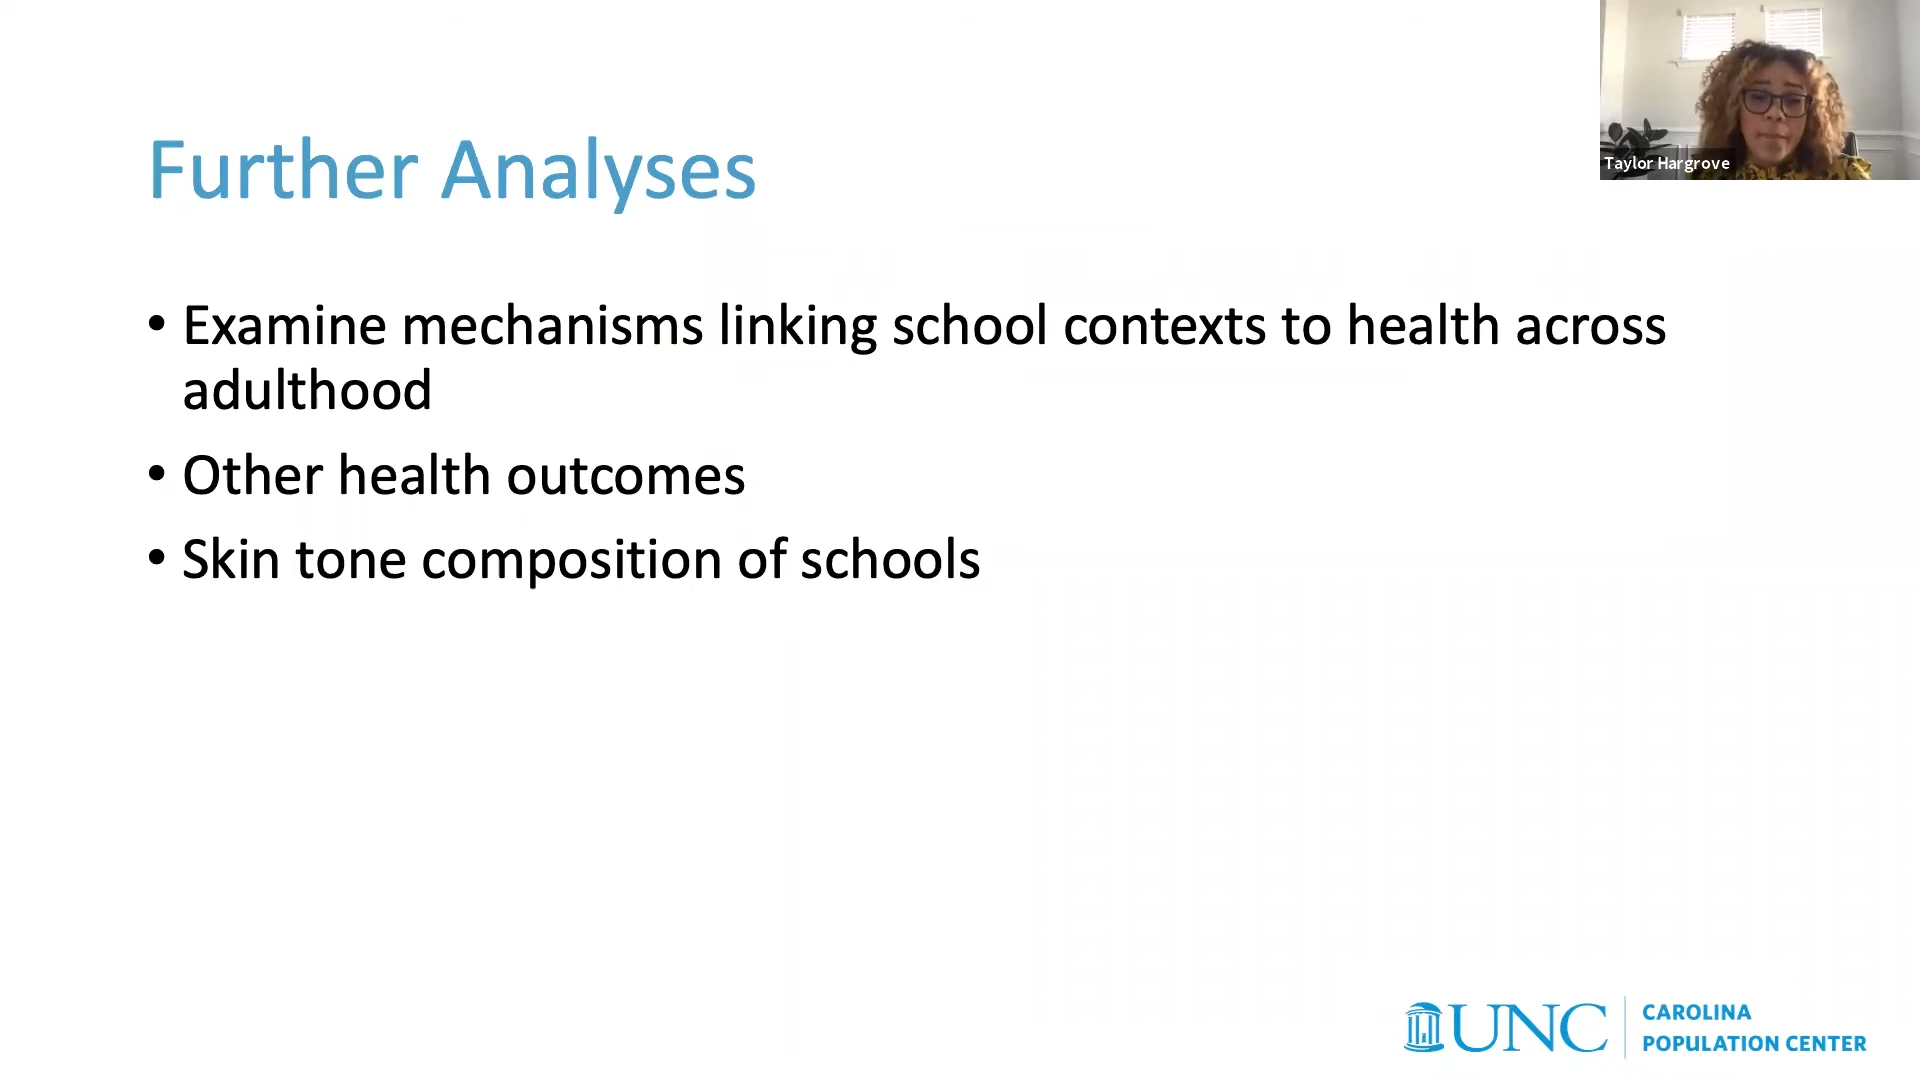 Taylor Hargrove
Further Analyses
• Examine mechanisms linking school contexts to health across
adulthood
• Other health outcomes
• Skin tone composition of schools
UNC
CAROLINA
POPULATION CENTER